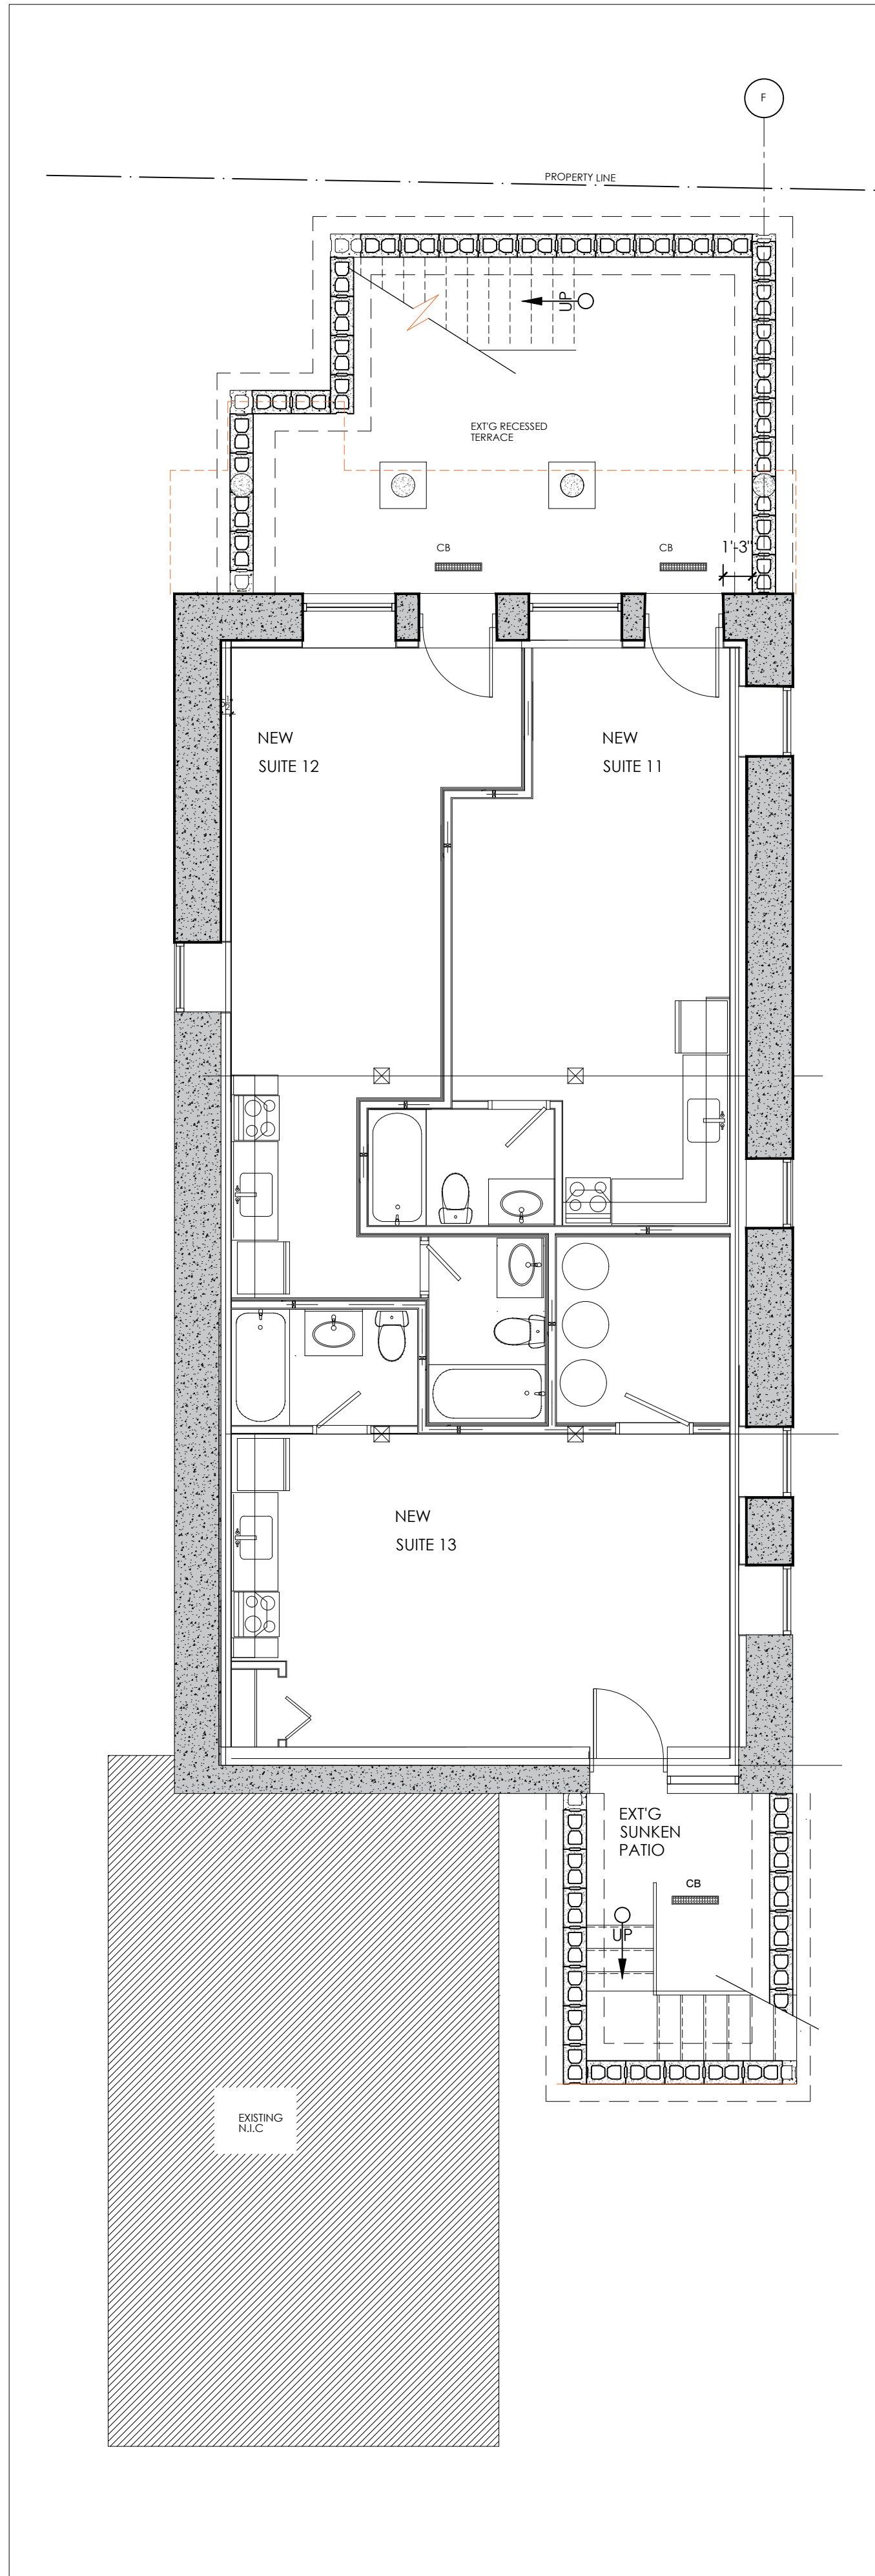 F
PROPERTY LINE
UP
EXT'G RECESSED
TERRACE
CB
CB
1'-3"
NEW
SUITE 12
NEW
SUITE 11
NEW
SUITE 13
EXT'G
SUNKEN
PATIO
CB
UP
EXISTING
N.I.C